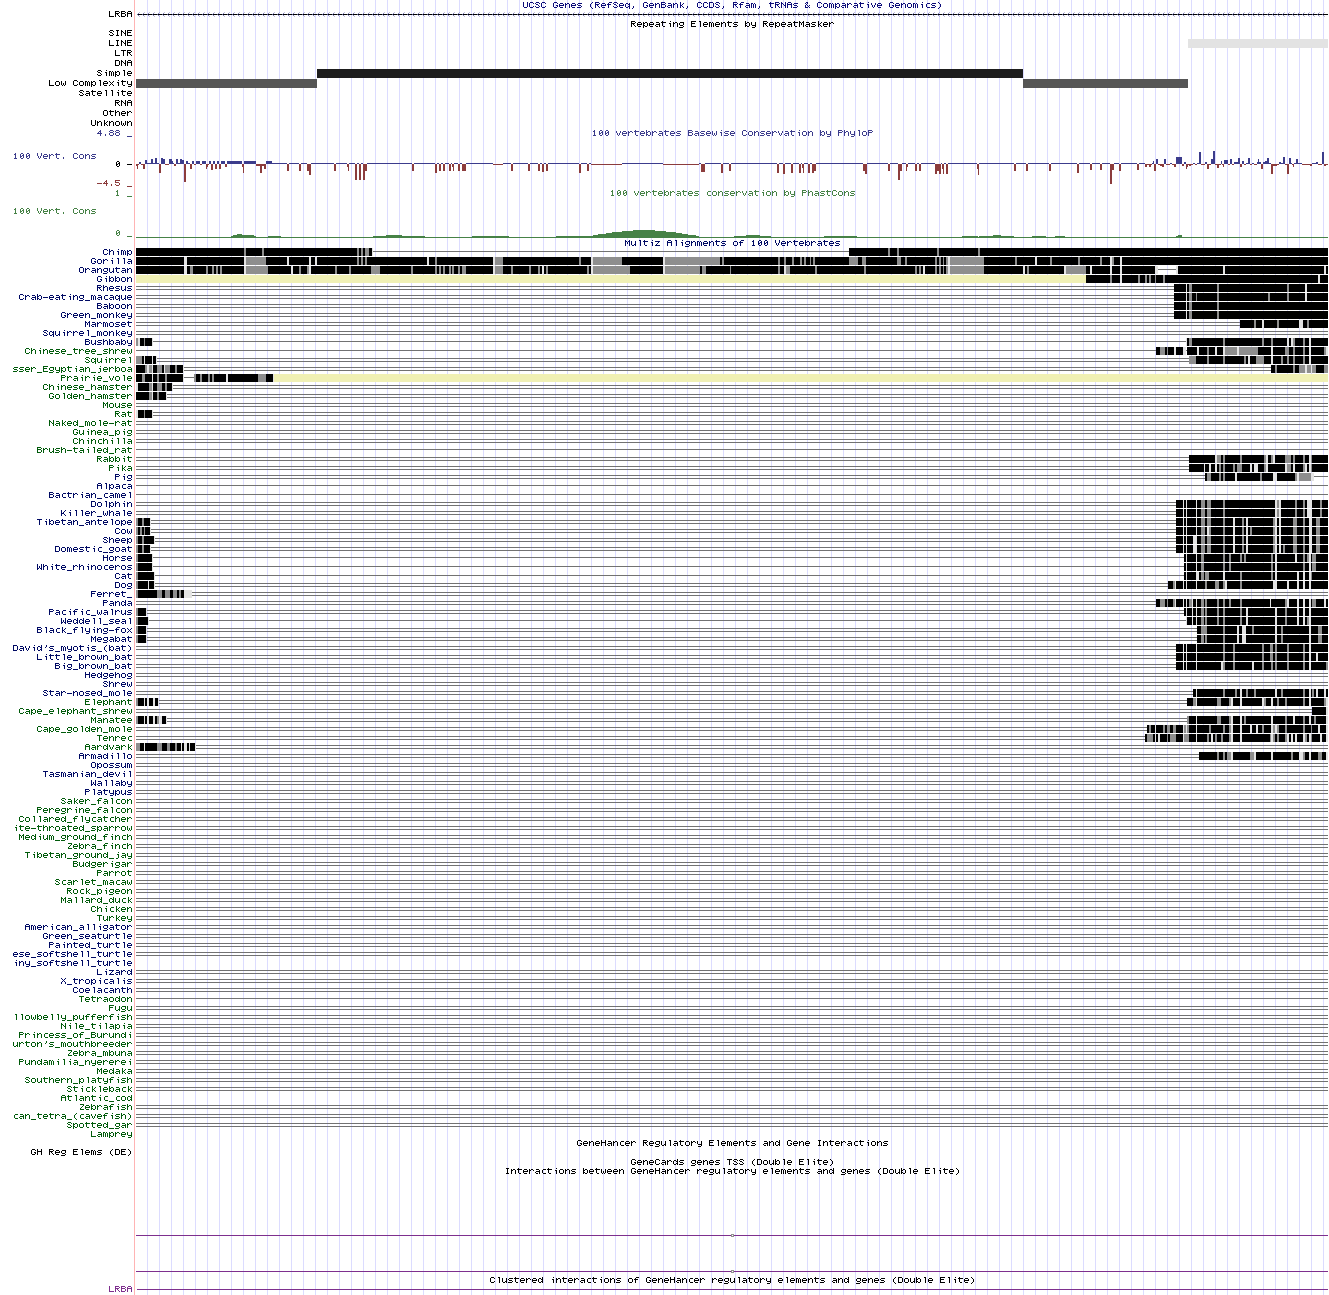 UCSC Genes (RefSeq, GenBank, CCDS, Rfam, tRNAs & Comparative Genomics)
LRBA
Repeating Elements by RepeatMasker
SINE
LINE
LTR
DNA
Simple
Low Complexity
Satellite
RNA
Other
Unknown
4.88 _
100 vertebrates Basewise Conservation by PhyloP
100 Vert. Cons
0 _
-4.5 _
1 _
100 vertebrates conservation by PhastCons
100 Vert. Cons
0 _
Multiz Alignments of 100 Vertebrates
Chimp
Gorilla
Orangutan
Gibbon
Rhesus
Crab-eating_macaque
Baboon
Green_monkey
Marmoset
Squirrel_monkey
Bushbaby
Chinese_tree_shrew
Squirrel
sser_Egyptian_jerboa
Prairie_vole
Chinese_hamster
Golden_hamster
Mouse
Rat
Naked_mole-rat
Guinea_pig
Chinchilla
Brush-tailed_rat
Rabbit
Pika
Pig
Alpaca
Bactrian_camel
Dolphin
Killer_whale
Tibetan_antelope
Cow
Sheep
Domestic_goat
Horse
White_rhinoceros
Cat
Dog
Ferret_
Panda
Pacific_walrus
Weddell_seal
Black_flying-fox
Megabat
David's_myotis_(bat)
Little_brown_bat
Big_brown_bat
Hedgehog
Shrew
Star-nosed_mole
Elephant
Cape_elephant_shrew
Manatee
Cape_golden_mole
Tenrec
Aardvark
Armadillo
Opossum
Tasmanian_devil
Wallaby
Platypus
Saker_falcon
Peregrine_falcon
Collared_flycatcher
ite-throated_sparrow
Medium_ground_finch
Zebra_finch
Tibetan_ground_jay
Budgerigar
Parrot
Scarlet_macaw
Rock_pigeon
Mallard_duck
Chicken
Turkey
American_alligator
Green_seaturtle
Painted_turtle
ese_softshell_turtle
iny_softshell_turtle
Lizard
X_tropicalis
Coelacanth
Tetraodon
Fugu
llowbelly_pufferfish
Nile_tilapia
Princess_of_Burundi
urton's_mouthbreeder
Zebra_mbuna
Pundamilia_nyererei
Medaka
Southern_platyfish
Stickleback
Atlantic_cod
Zebrafish
can_tetra_(cavefish)
Spotted_gar
Lamprey
GeneHancer Regulatory Elements and Gene Interactions
GH Reg Elems (DE)
GeneCards genes TSS (Double Elite)
Interactions between GeneHancer regulatory elements and genes (Double Elite)
Clustered interactions of GeneHancer regulatory elements and genes (Double Elite)
LRBA